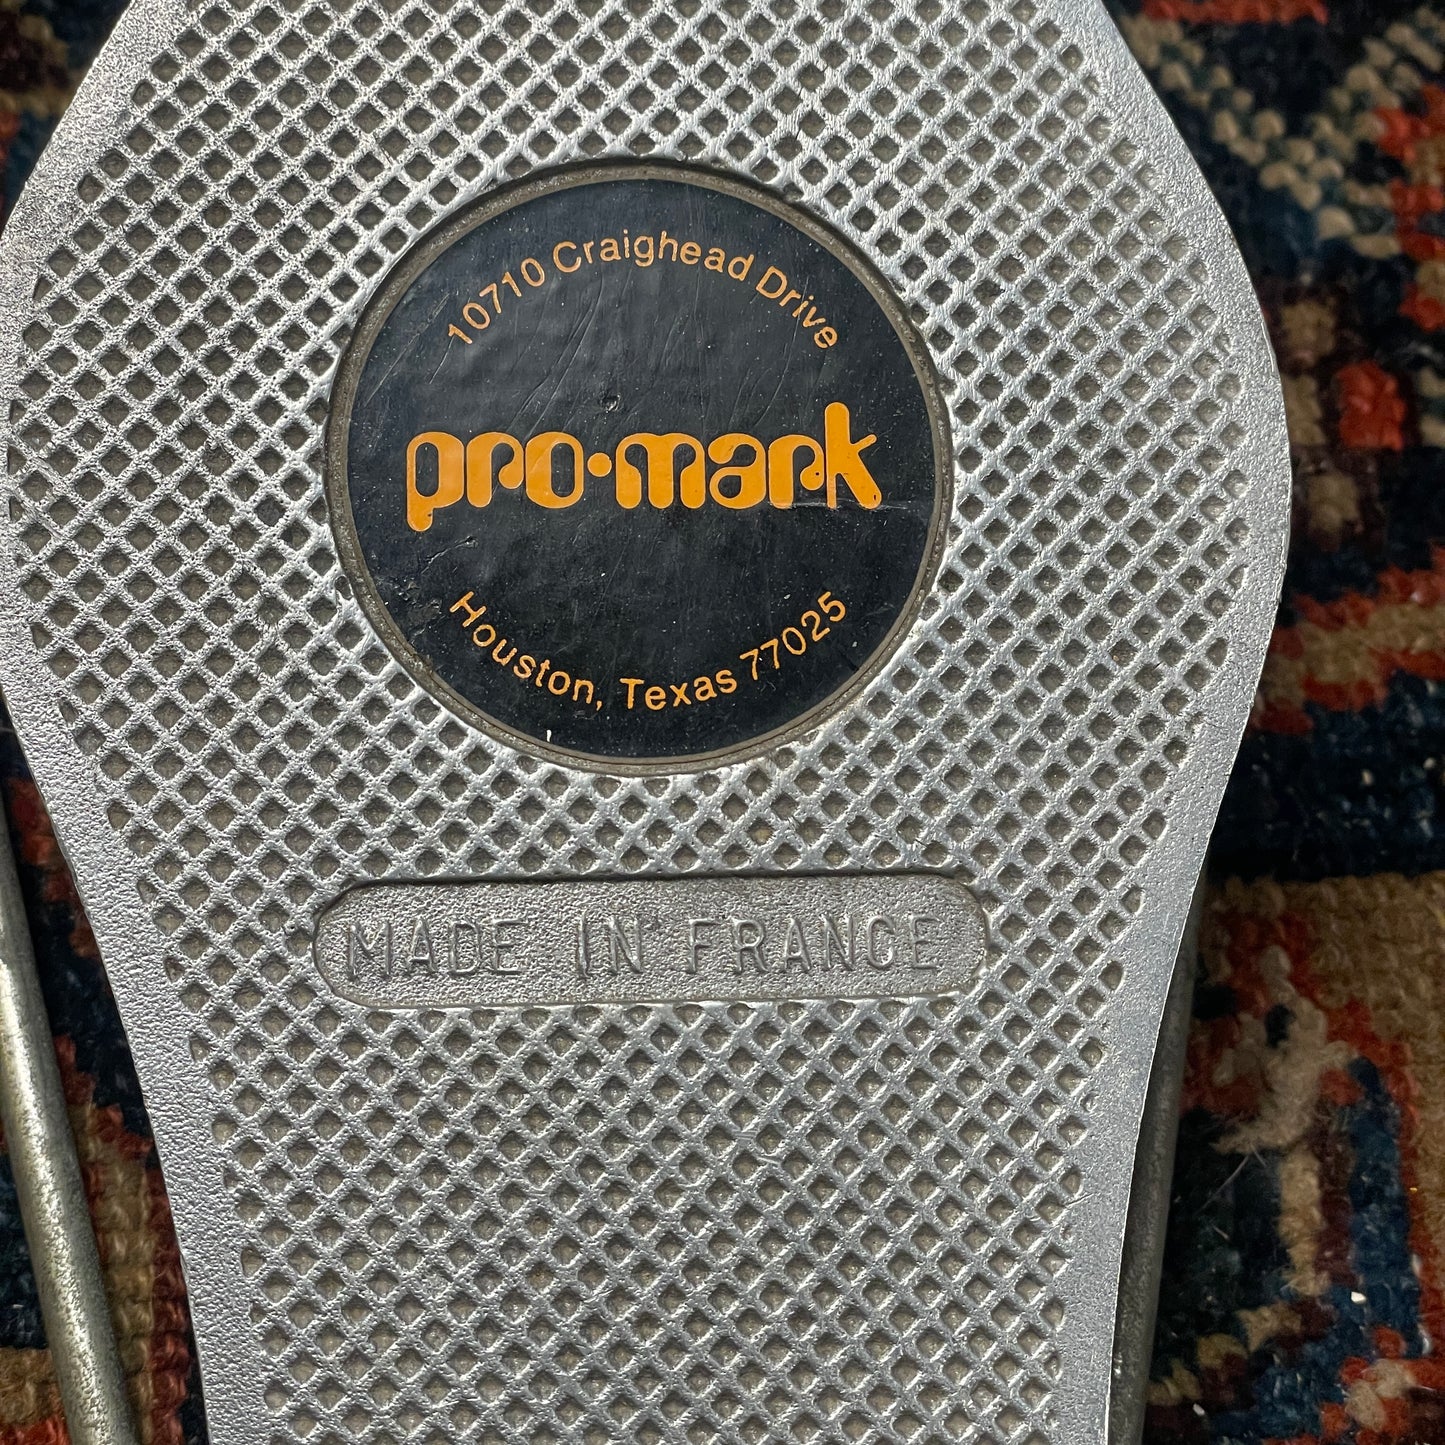 10710 Craighead Drive
pro•mark
Houston, Texas 77025
MADE IN FRANCE